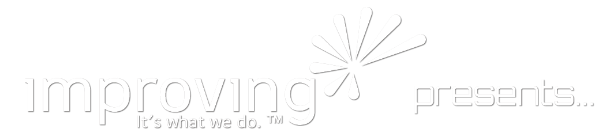 improving presents...
It's what we do. ™